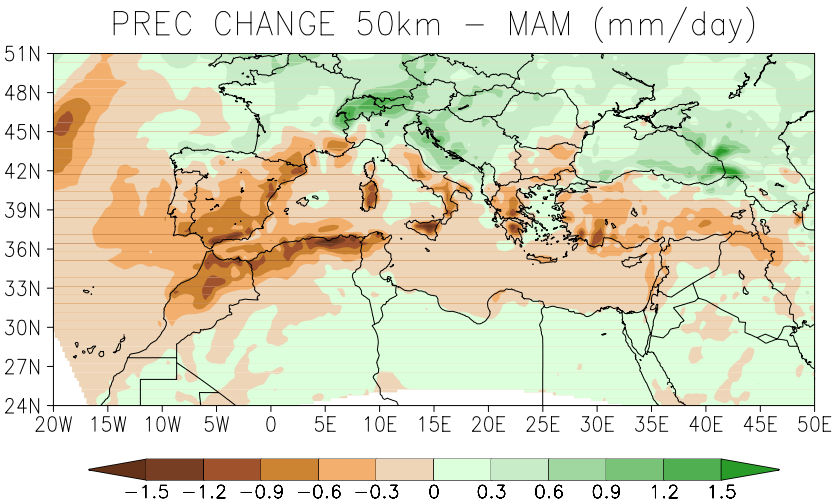 PREC CHANGE 50km – MAM (mm/day)
51N
48N
45N
42N
39N
36N
33N
30N
27N
24N
20W 15W 10W 5W 0 5E 10E 15E 20E 25E 30E 35E 40E 45E 50E
−1.5 −1.2 −0.9 −0.6 −0.3 0 0.3 0.6 0.9 1.2 1.5